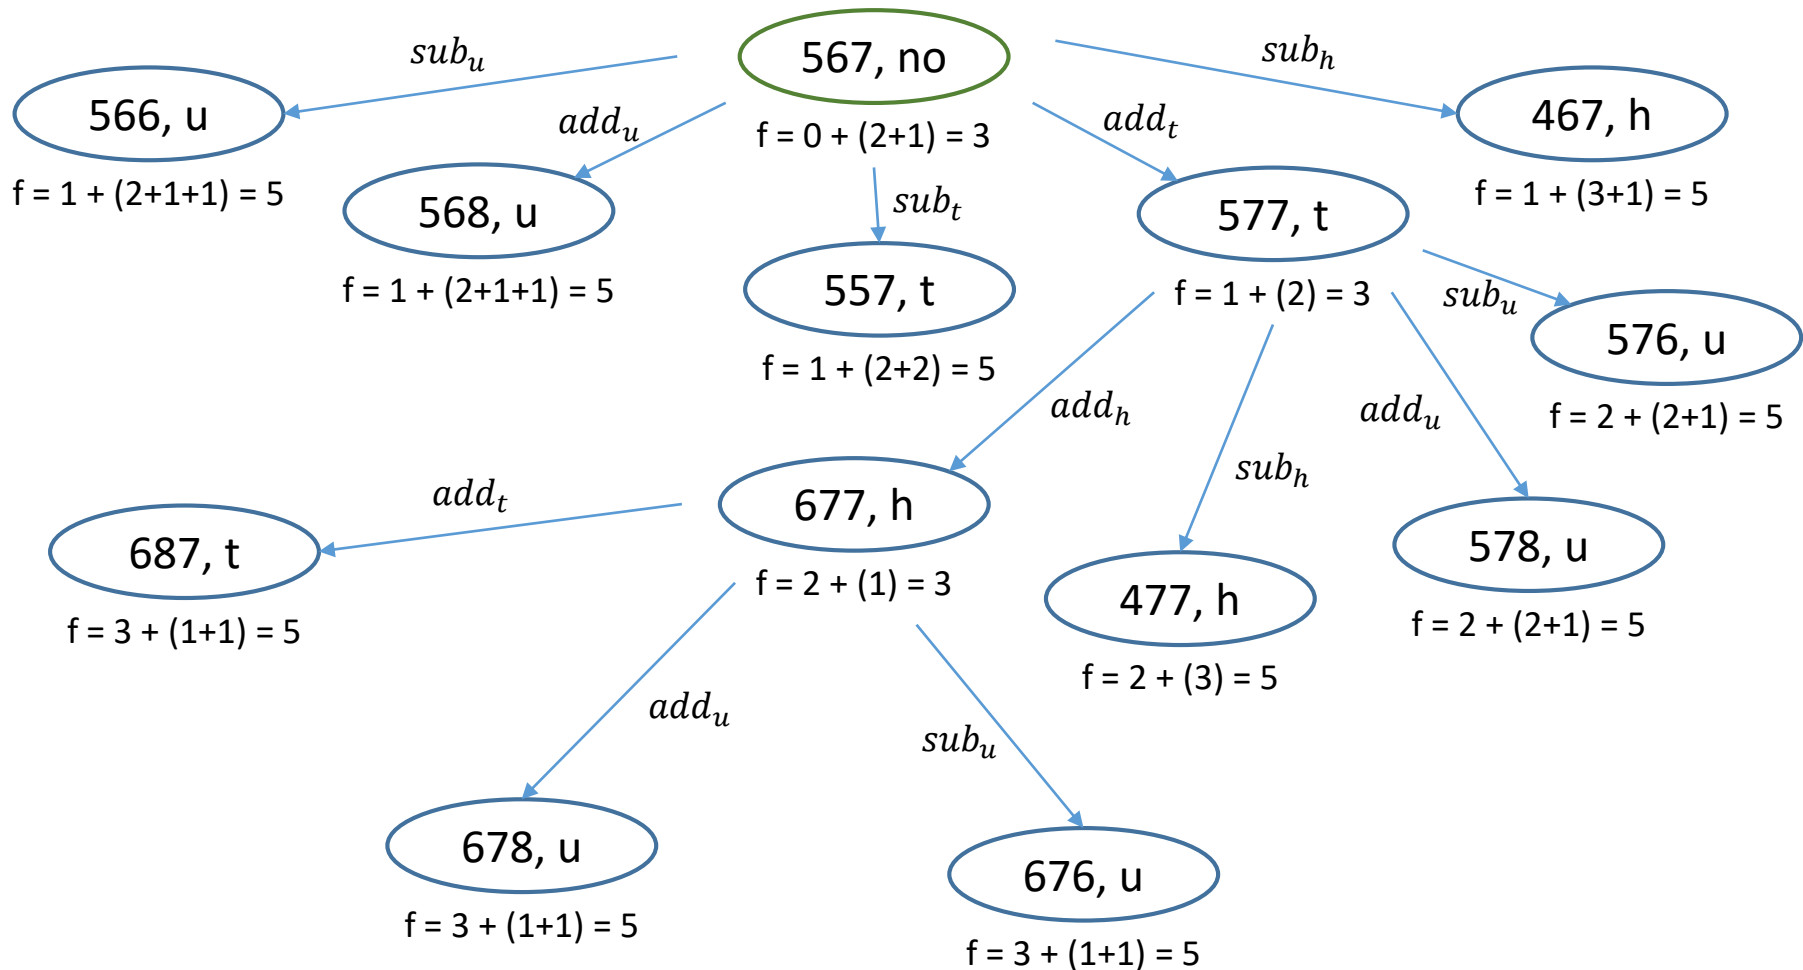 567, no
f = 0 + (2+1) = 3
sub_u
566, u
f = 1 + (2+1+1) = 5
add_u
568, u
f = 1 + (2+1+1) = 5
sub_t
557, t
f = 1 + (2+2) = 5
add_t
577, t
f = 1 + (2) = 3
sub_h
467, h
f = 1 + (3+1) = 5
sub_u
576, u
f = 2 + (2+1) = 5
add_h
677, h
f = 2 + (1) = 3
sub_h
477, h
f = 2 + (3) = 5
add_u
578, u
f = 2 + (2+1) = 5
add_t
687, t
f = 3 + (1+1) = 5
add_u
678, u
f = 3 + (1+1) = 5
sub_u
676, u
f = 3 + (1+1) = 5